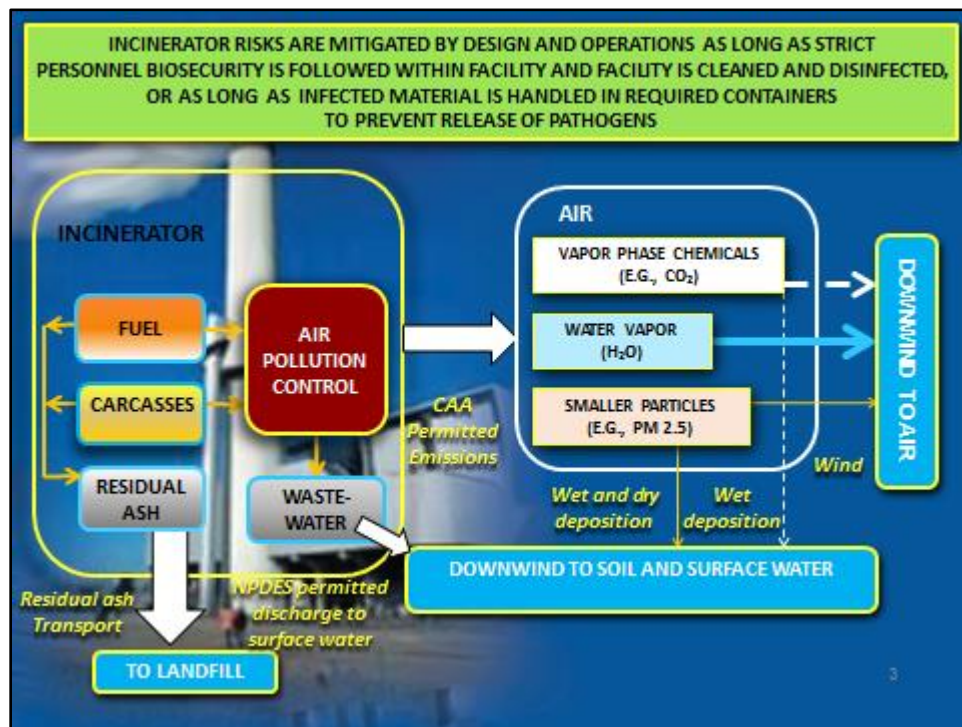 INCINERATOR RISKS ARE MITIGATED BY DESIGN AND OPERATIONS AS LONG AS STRICT
PERSONNEL BIOSECURITY IS FOLLOWED WITHIN FACILITY AND FACILITY IS CLEANED AND DISINFECTED,
OR AS LONG AS INFECTED MATERIAL IS HANDLED IN REQUIRED CONTAINERS
TO PREVENT RELEASE OF PATHOGENS
INCINERATOR
FUEL
CARCASSES
RESIDUAL
ASH
AIR
POLLUTION
CONTROL
WASTE-
WATER
CAA
Permitted
Emissions
AIR
VAPOR PHASE CHEMICALS
(E.G., CO₂)
WATER VAPOR
(H₂O)
SMALLER PARTICLES
(E.G., PM 2.5)
DOWNWIND TO AIR
Wind
Wet and dry
deposition
Wet
deposition
DOWNWIND TO SOIL AND SURFACE WATER
Residual ash
Transport
NPDES permitted
discharge to
surface water
TO LANDFILL
3